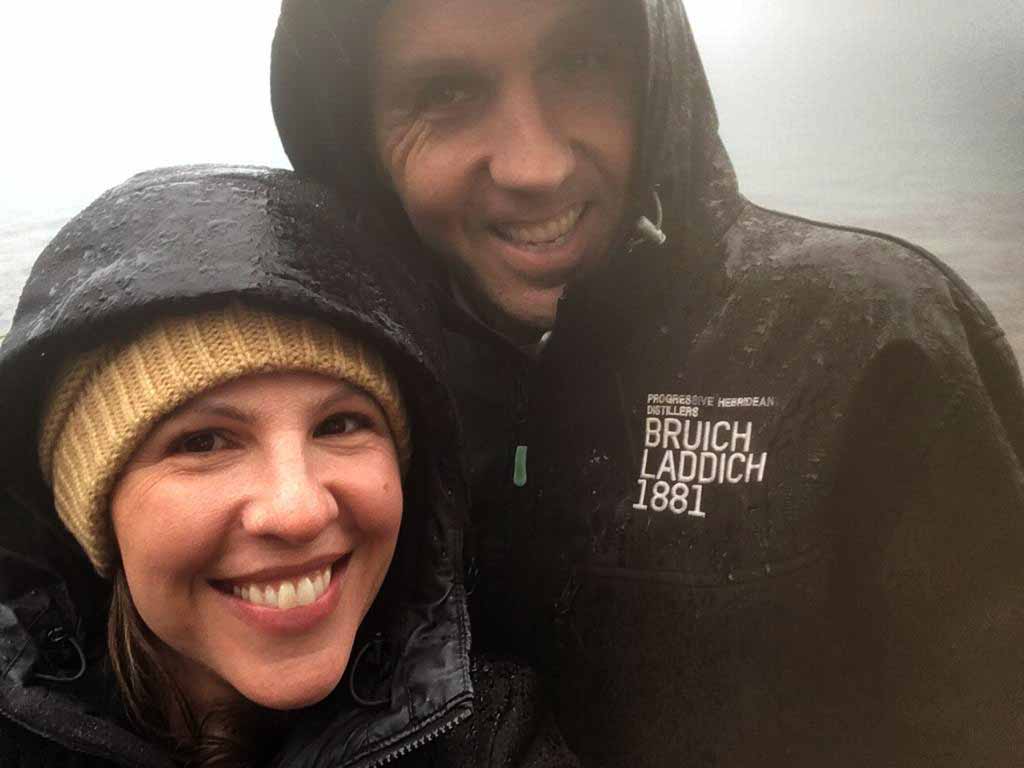 PROGRESSIVE HEBRIDEAN
DISTILLERS
BRUICH
LADDICH
1881